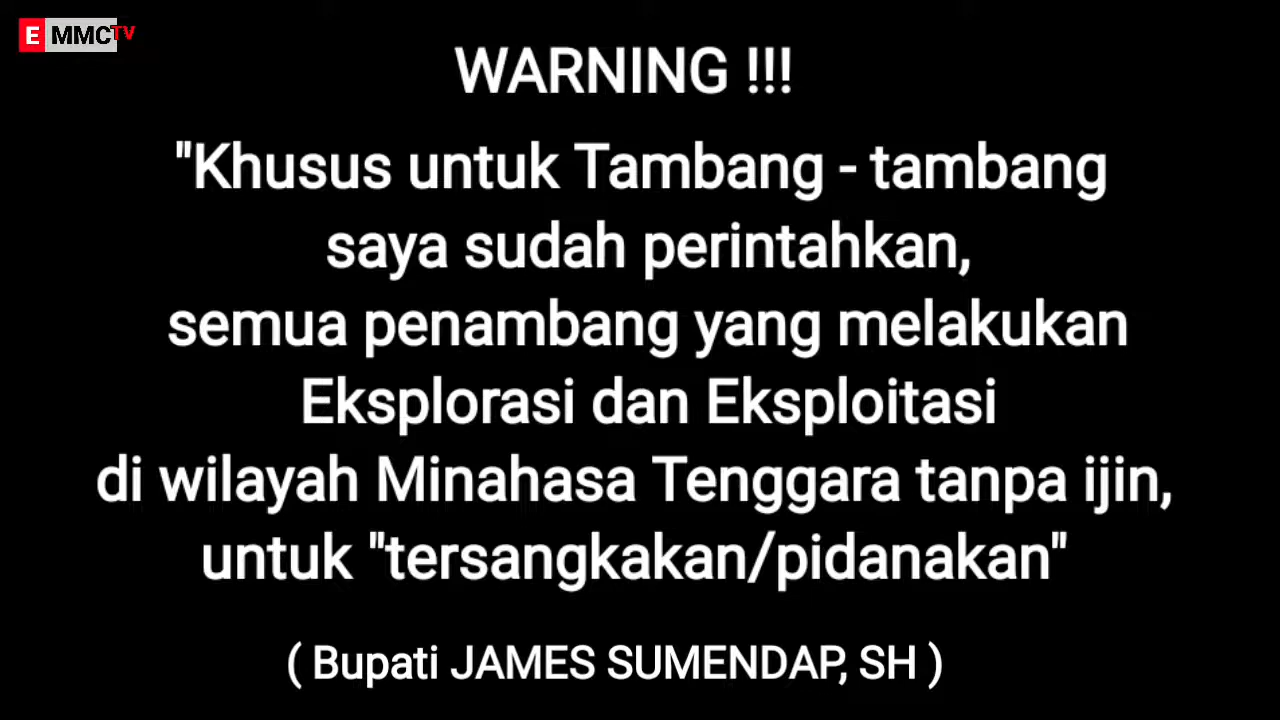 E MMCTV
WARNING !!!
"Khusus untuk Tambang - tambang
saya sudah perintahkan,
semua penambang yang melakukan
Eksplorasi dan Eksploitasi
di wilayah Minahasa Tenggara tanpa ijin,
untuk "tersangkakan/pidanakan"
( Bupati JAMES SUMENDAP, SH )